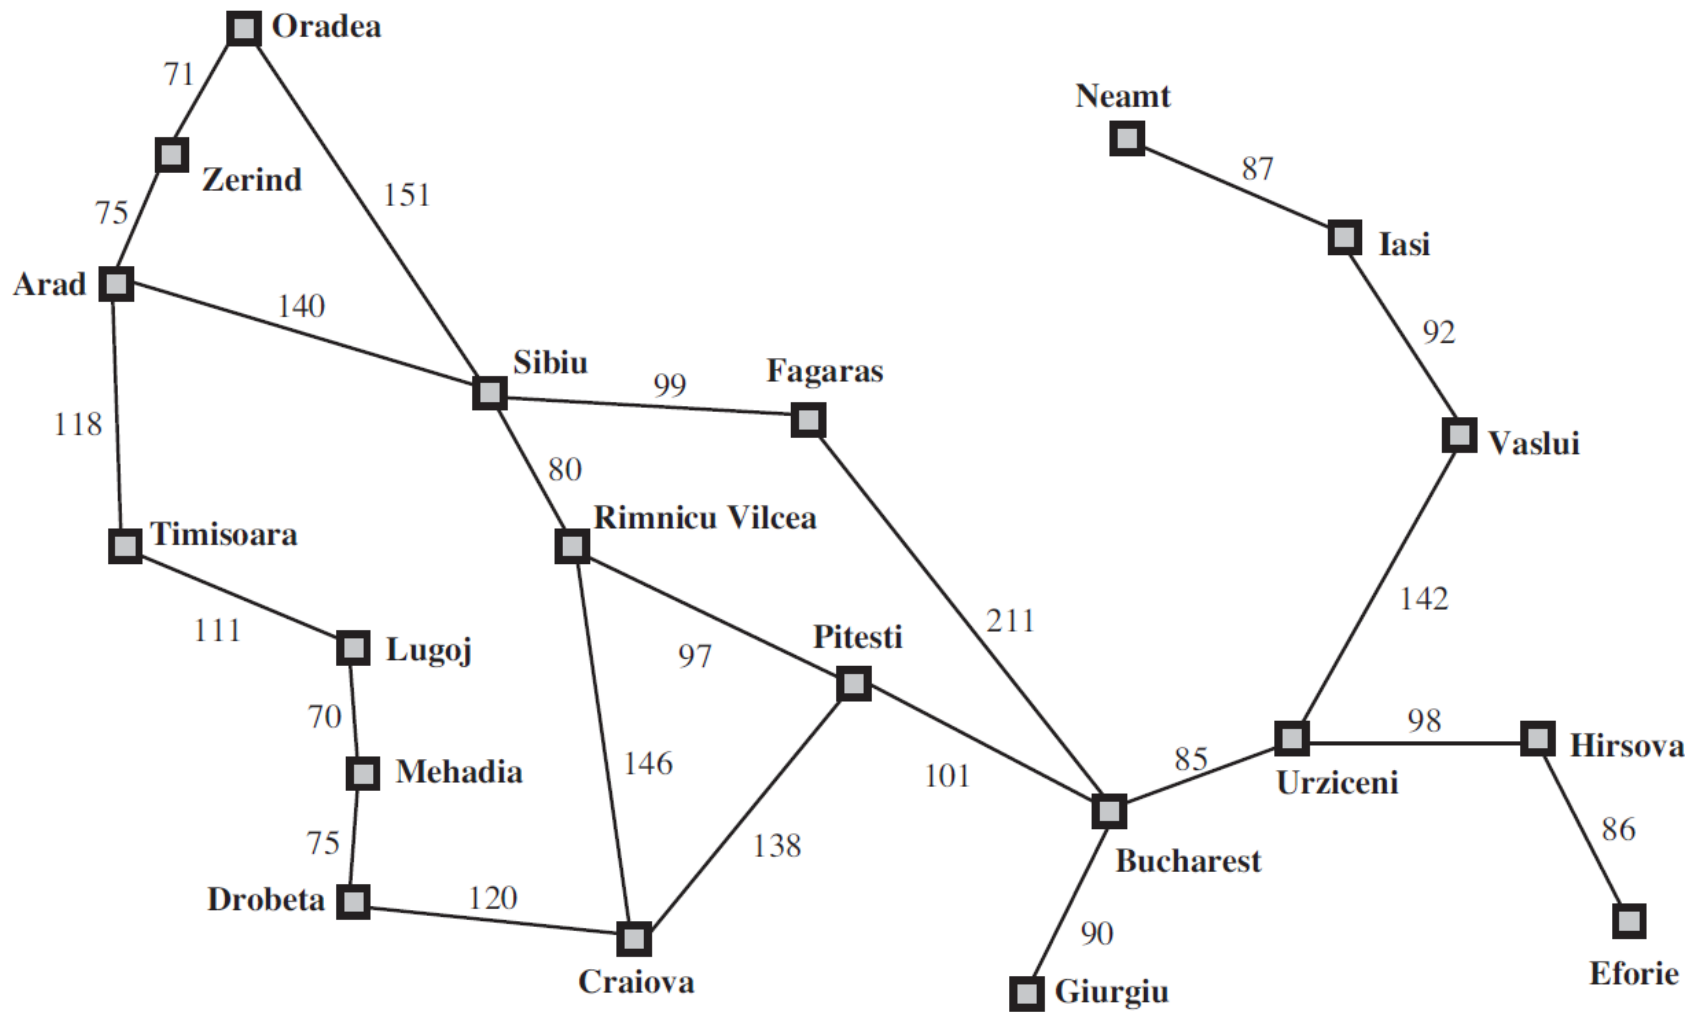 Oradea
71
Neamt
87
Zerind
151
75
Iasi
Arad
140
92
Sibiu
99
Fagaras
118
Vaslui
80
Rimnicu Vilcea
Timisoara
142
211
111
Lugoj
97
Pitesti
70
98
Hirsova
Mehadia
146
101
85
Urziceni
86
75
138
Bucharest
Drobeta
120
90
Craiova
Giurgiu
Eforie